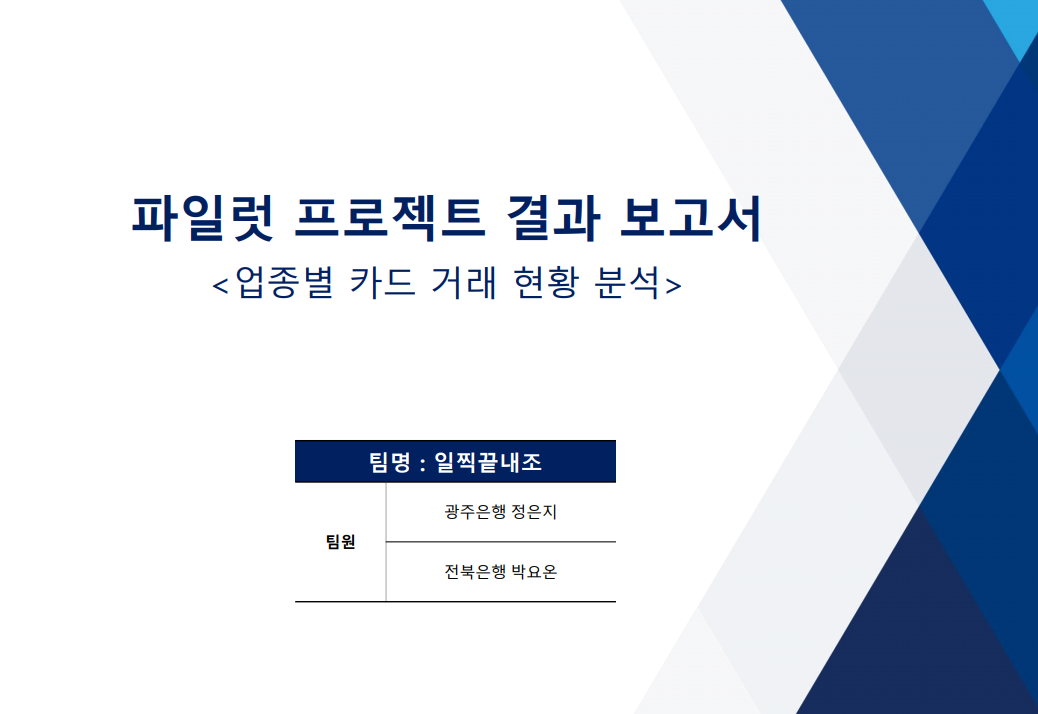 파일럿 프로젝트 결과 보고서
<업종별 카드 거래 현황 분석>
팀명 : 일찍끝내조
팀원
광주은행 정은지
전북은행 박요온